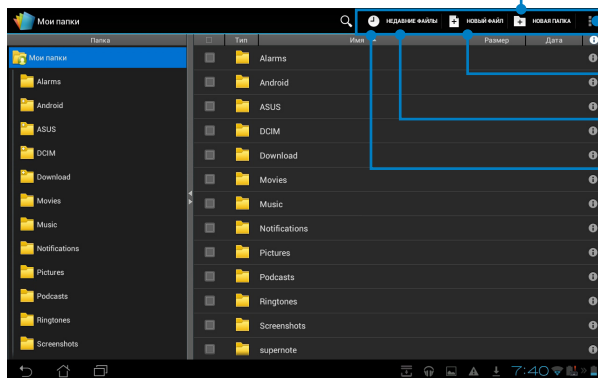 Мои папки
НЕДАВНИЕ ФАЙЛЫ
НОВЫЙ ФАЙЛ
НОВАЯ ПАПКА
Папка
Тип
Имя
Размер
Дата
Мои папки
Alarms
Android
ASUS
DCIM
Download
Movies
Music
Notifications
Pictures
Podcasts
Ringtones
Screenshots
Alarms
Android
ASUS
DCIM
Download
Movies
Music
Notifications
Pictures
Podcasts
Ringtones
Screenshots
supernote
7:40